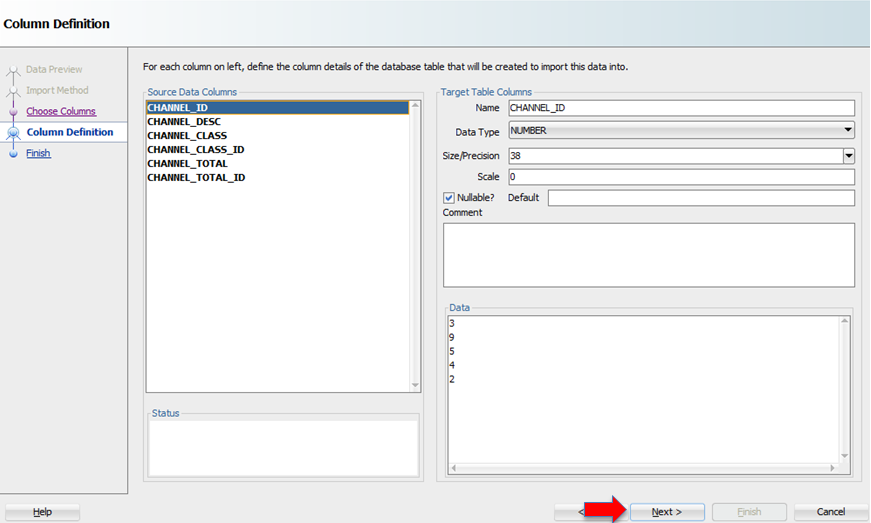 Column Definition
For each column on left, define the column details of the database table that will be created to import this data into.
Data Preview
Import Method
Choose Columns
Column Definition
Finish
Source Data Columns
CHANNEL_ID
CHANNEL_DESC
CHANNEL_CLASS
CHANNEL_CLASS_ID
CHANNEL_TOTAL
CHANNEL_TOTAL_ID
Status
Target Table Columns
Name CHANNEL_ID
Data Type NUMBER
Size/Precision 38
Scale 0
Nullable? Default
Comment
Data
3
9
5
4
2
Help
< Next > Finish Cancel